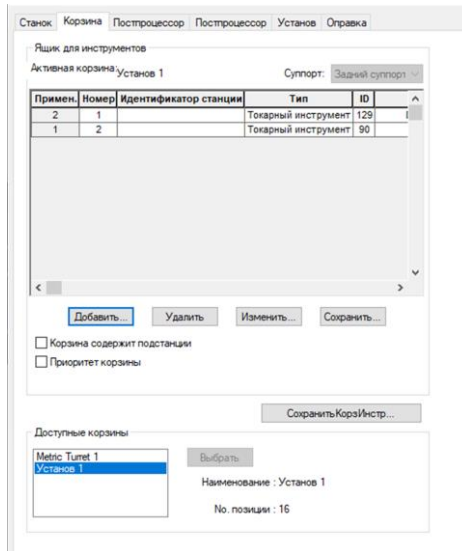 Станок Корзина Постпроцессор Постпроцессор Установ Оправка
Ящик для инструментов
Активная корзина: Установ 1 Суппорт: Задний суппорт
Примен. Номер Идентификатор станции Тип ID
2 1 Токарный инструмент 129
1 2 Токарный инструмент 90
Добавить... Удалить Изменить... Сохранить...
Корзина содержит подстанции
Приоритет корзины
СохранитьКорзИнстр...
Доступные корзины
Metric Turret 1
Установ 1
Выбрать
Наименование : Установ 1
No. позиции : 16